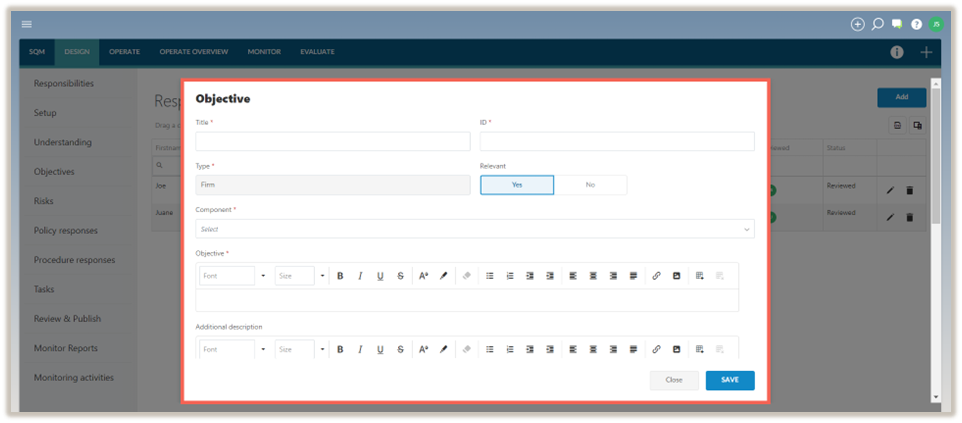 JS
SQM DESIGN OPERATE OPERATE OVERVIEW MONITOR EVALUATE
Responsibilities
Setup
Understanding
Objectives
Risks
Policy responses
Procedure responses
Tasks
Review & Publish
Monitor Reports
Monitoring activities
Resp
Add
Drag a c
Firstnam
Status
Joe
Reviewed
Juane
Reviewed
Objective
Title * ID *
Type * Relevant
Firm Yes No
Component *
Select
Objective *
Font Size B I U S
Additional description
Font Size B I U S
Close SAVE